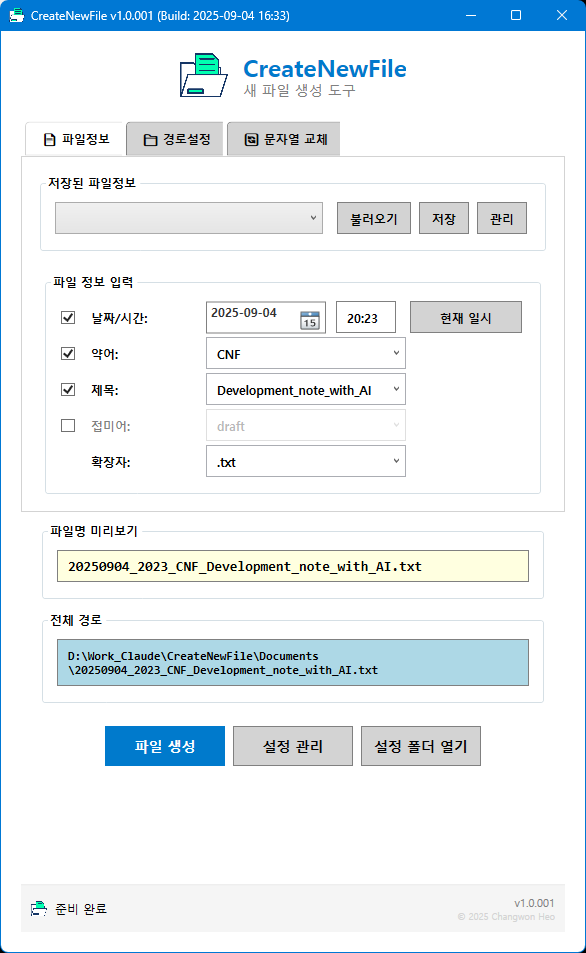 CreateNewFile v1.0.001 (Build: 2025-09-04 16:33)
CreateNewFile
새 파일 생성 도구
파일정보 경로설정 문자열 교체
저장된 파일정보
불러오기 저장 관리
파일 정보 입력
날짜/시간: 2025-09-04 15 20:23 현재 일시
약어: CNF
제목: Development_note_with_AI
접미어: draft
확장자: .txt
파일명 미리보기
20250904_2023_CNF_Development_note_with_AI.txt
전체 경로
D:\Work_Claude\CreateNewFile\Documents
\20250904_2023_CNF_Development_note_with_AI.txt
파일 생성 설정 관리 설정 폴더 열기
준비 완료 v1.0.001
© 2025 Changwon Heo